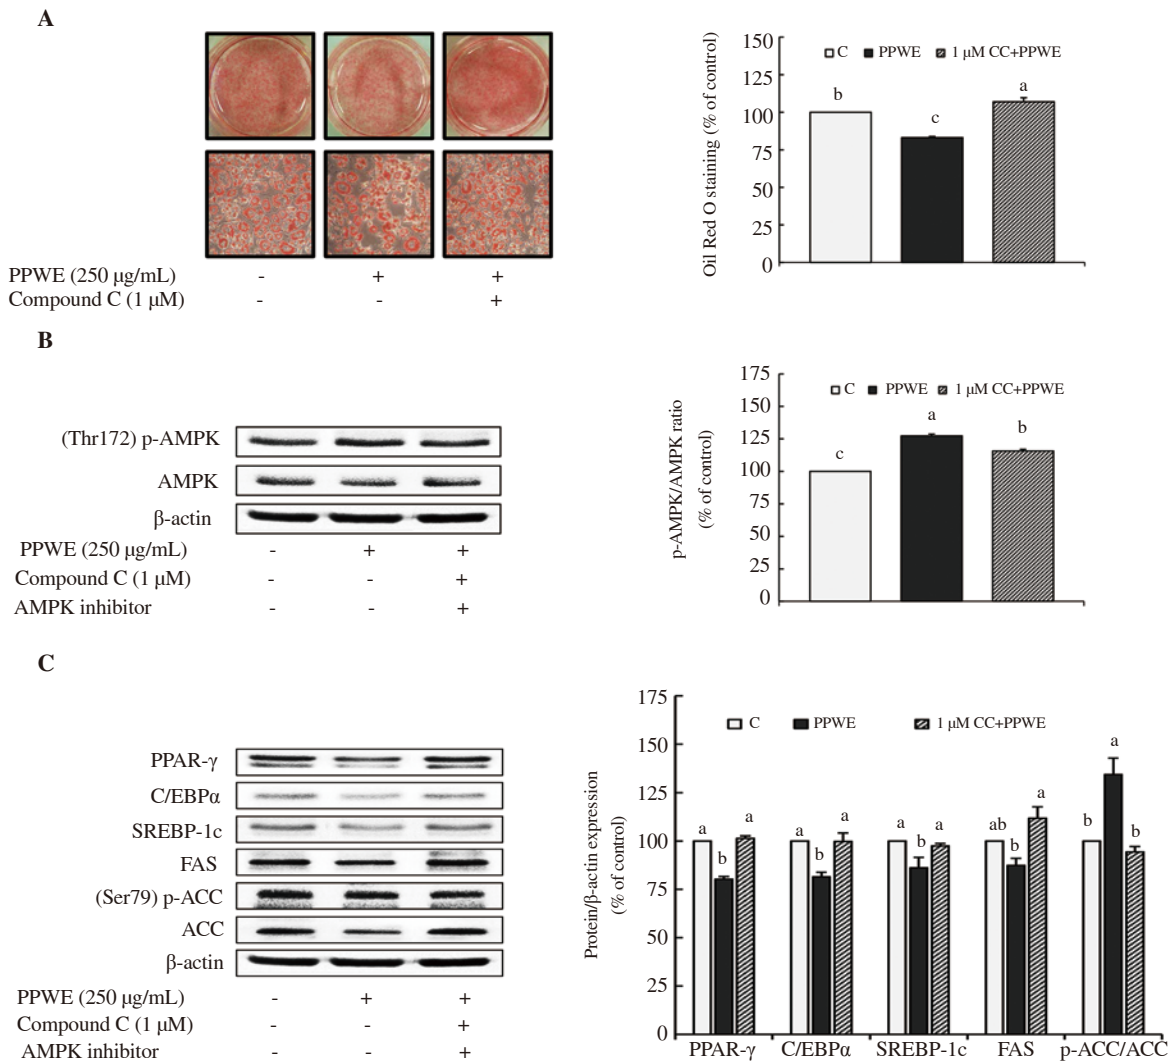 A
PPWE (250 μg/mL) - + +
Compound C (1 μM) - - +
Oil Red O staining (% of control)
150
125
100
75
50
25
0
C PPWE 1 μM CC+PPWE
b c a
B
(Thr172) p-AMPK
AMPK
β-actin
PPWE (250 μg/mL) - + +
Compound C (1 μM) - - +
AMPK inhibitor - - +
p-AMPK/AMPK ratio
(% of control)
175
150
125
100
75
50
25
0
C PPWE 1 μM CC+PPWE
c a b
C
PPAR-γ
C/EBPα
SREBP-1c
FAS
(Ser79) p-ACC
ACC
β-actin
PPWE (250 μg/mL) - + +
Compound C (1 μM) - - +
AMPK inhibitor - - +
Protein/β-actin expression
(% of control)
175
150
125
100
75
50
25
0
C PPWE 1 μM CC+PPWE
a b a a b a a b a ab b a b a b
PPAR-γ C/EBPα SREBP-1c FAS p-ACC/ACC